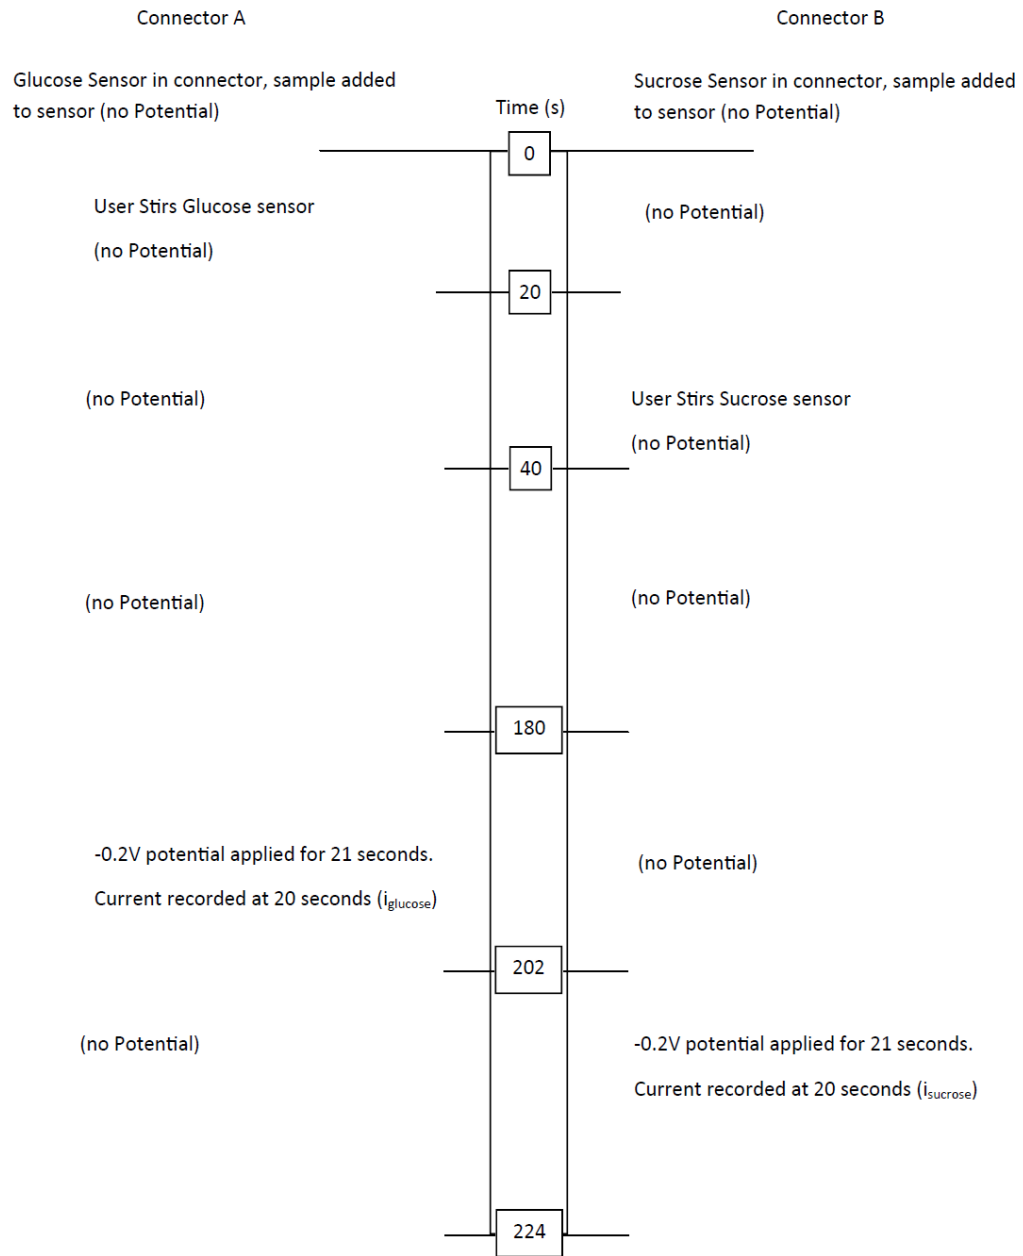 Connector A
Connector B
Glucose Sensor in connector, sample added
to sensor (no Potential)
Time (s)
Sucrose Sensor in connector, sample added
to sensor (no Potential)
0
User Stirs Glucose sensor
(no Potential)
(no Potential)
20
(no Potential)
User Stirs Sucrose sensor
(no Potential)
40
(no Potential)
(no Potential)
180
-0.2V potential applied for 21 seconds.
Current recorded at 20 seconds (iglucose)
(no Potential)
202
(no Potential)
-0.2V potential applied for 21 seconds.
Current recorded at 20 seconds (isucrose)
224